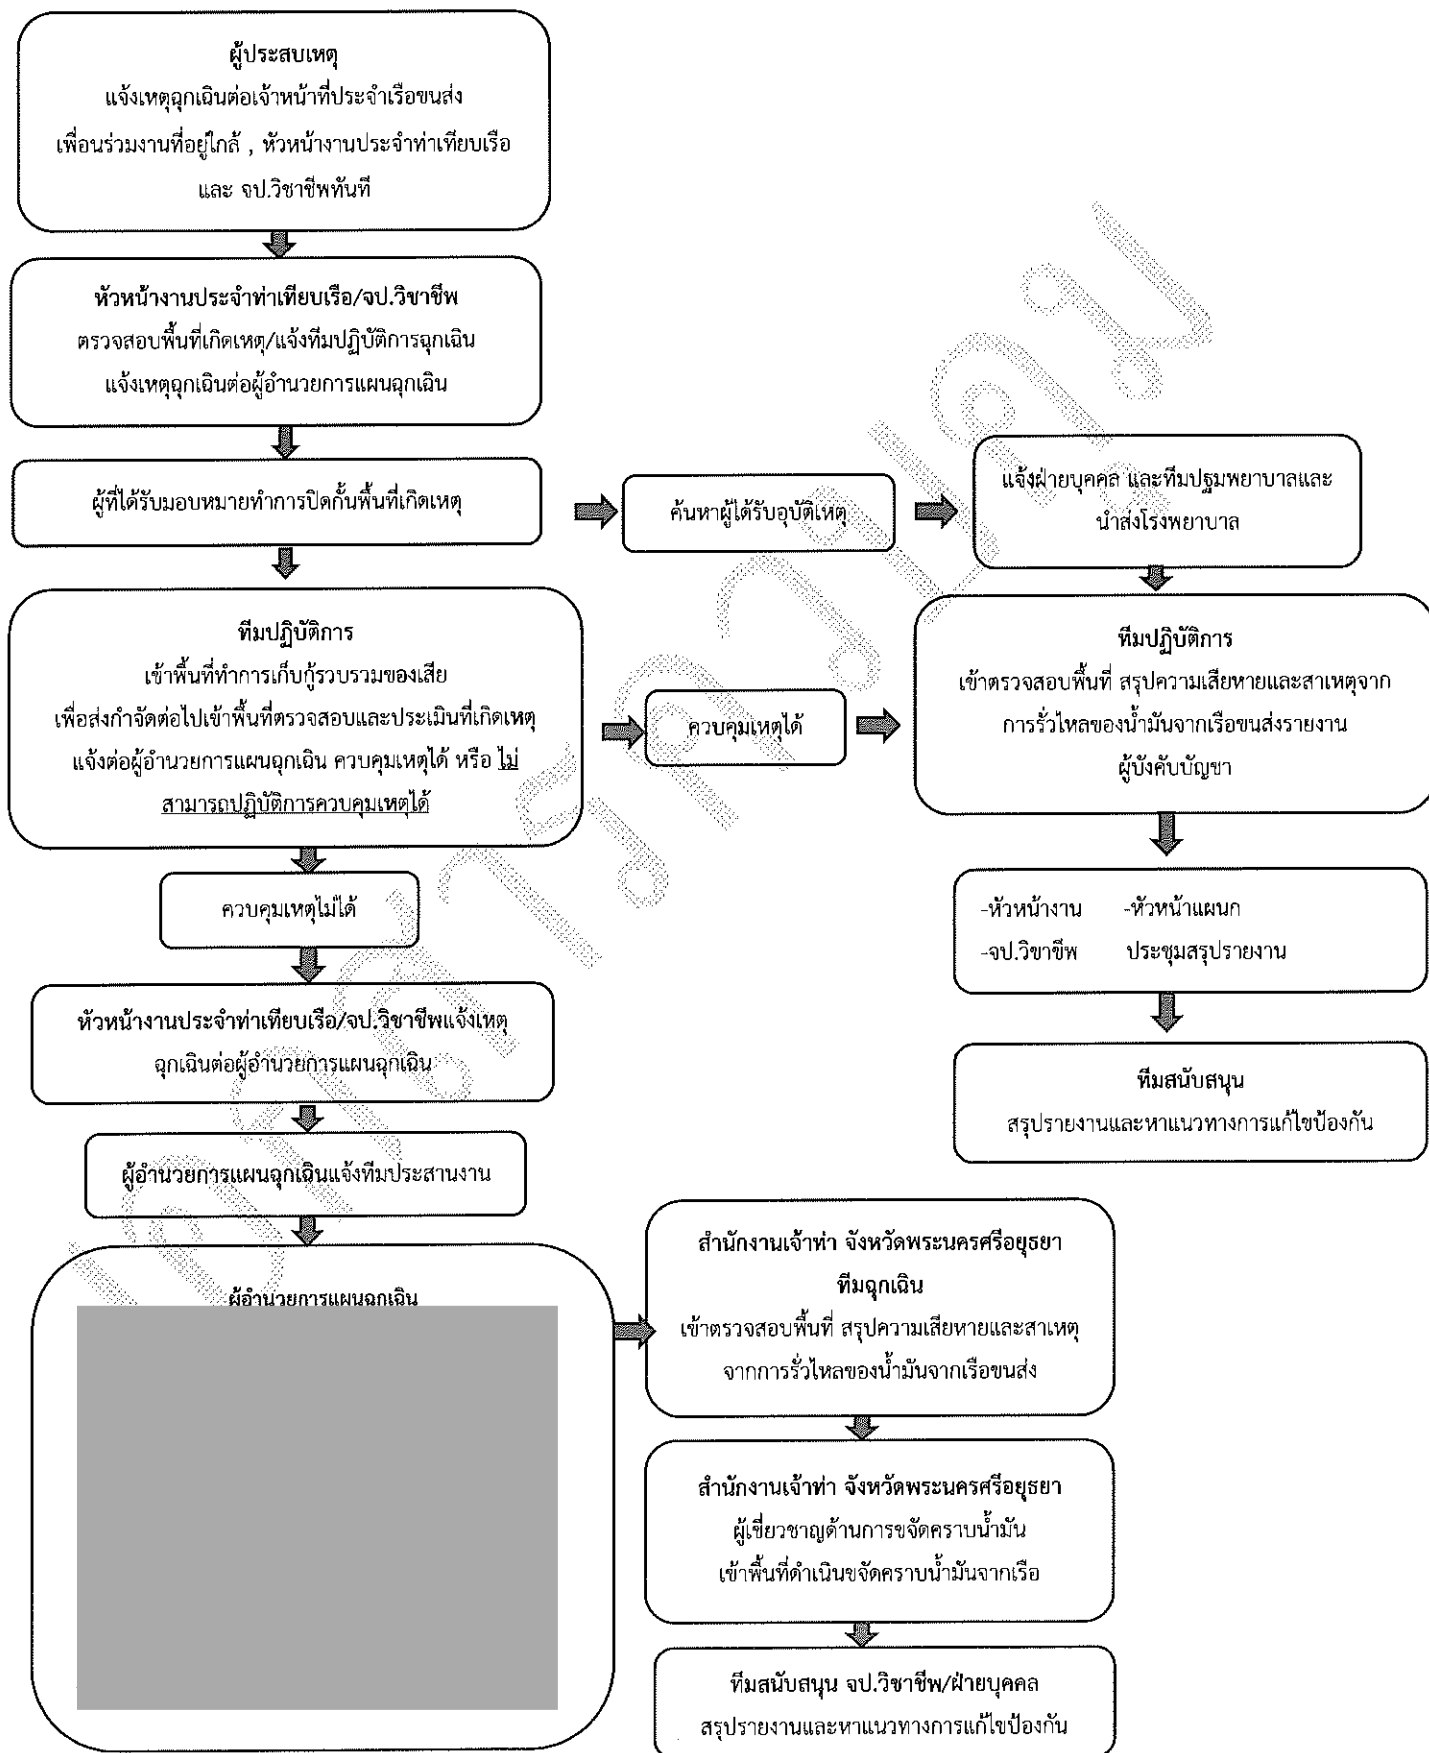 ผู้ประสบเหตุ
แจ้งเหตุฉุกเฉินต่อเจ้าหน้าที่ประจำเรือขนส่ง
เพื่อนร่วมงานที่อยู่ใกล้ , หัวหน้างานประจำท่าเทียบเรือ
และ จป.วิชาชีพทันที
หัวหน้างานประจำท่าเทียบเรือ/จป.วิชาชีพ
ตรวจสอบพื้นที่เกิดเหตุ/แจ้งทีมปฏิบัติการฉุกเฉิน
แจ้งเหตุฉุกเฉินต่อผู้อำนวยการแผนฉุกเฉิน
ผู้ที่ได้รับมอบหมายทำการปิดกั้นพื้นที่เกิดเหตุ
ค้นหาผู้ได้รับอุบัติเหตุ
แจ้งฝ่ายบุคคล และทีมปฐมพยาบาลและ
นำส่งโรงพยาบาล
ทีมปฏิบัติการ
เข้าพื้นที่ทำการเก็บกู้รวบรวมของเสีย
เพื่อส่งกำจัดต่อไปเข้าพื้นที่ตรวจสอบและประเมินที่เกิดเหตุ
แจ้งต่อผู้อำนวยการแผนฉุกเฉิน ควบคุมเหตุได้ หรือ ไม่
สามารถปฏิบัติการควบคุมเหตุได้
ควบคุมเหตุได้
ทีมปฏิบัติการ
เข้าตรวจสอบพื้นที่ สรุปความเสียหายและสาเหตุจาก
การรั่วไหลของน้ำมันจากเรือขนส่งรายงาน
ผู้บังคับบัญชา
ควบคุมเหตุไม่ได้
-หัวหน้างาน -หัวหน้าแผนก
-จป.วิชาชีพ ประชุมสรุปรายงาน
หัวหน้างานประจำท่าเทียบเรือ/จป.วิชาชีพแจ้งเหตุ
ฉุกเฉินต่อผู้อำนวยการแผนฉุกเฉิน
ทีมสนับสนุน
สรุปรายงานและหาแนวทางการแก้ไขป้องกัน
ผู้อำนวยการแผนฉุกเฉินแจ้งทีมประสานงาน
ผู้อำนวยการแผนฉุกเฉิน
สำนักงานเจ้าท่า จังหวัดพระนครศรีอยุธยา
ทีมฉุกเฉิน
เข้าตรวจสอบพื้นที่ สรุปความเสียหายและสาเหตุ
จากการรั่วไหลของน้ำมันจากเรือขนส่ง
สำนักงานเจ้าท่า จังหวัดพระนครศรีอยุธยา
ผู้เชี่ยวชาญด้านการขจัดคราบน้ำมัน
เข้าพื้นที่ดำเนินขจัดคราบน้ำมันจากเรือ
ทีมสนับสนุน จป.วิชาชีพ/ฝ่ายบุคคล
สรุปรายงานและหาแนวทางการแก้ไขป้องกัน